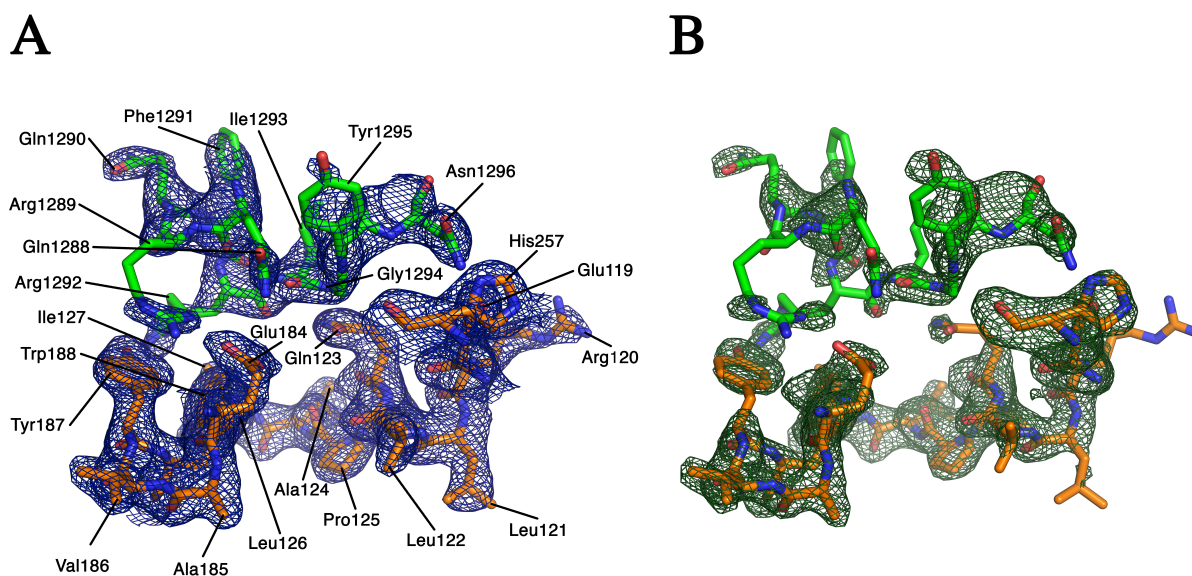 A
B
Phe1291
Ile1293
Tyr1295
Gln1290
Asn1296
Arg1289
Gln1288
His257
Glu119
Gly1294
Arg1292
Ile127
Glu184
Gln123
Arg120
Trp188
Tyr187
Ala124
Pro125
Leu121
Leu122
Leu126
Val186
Ala185